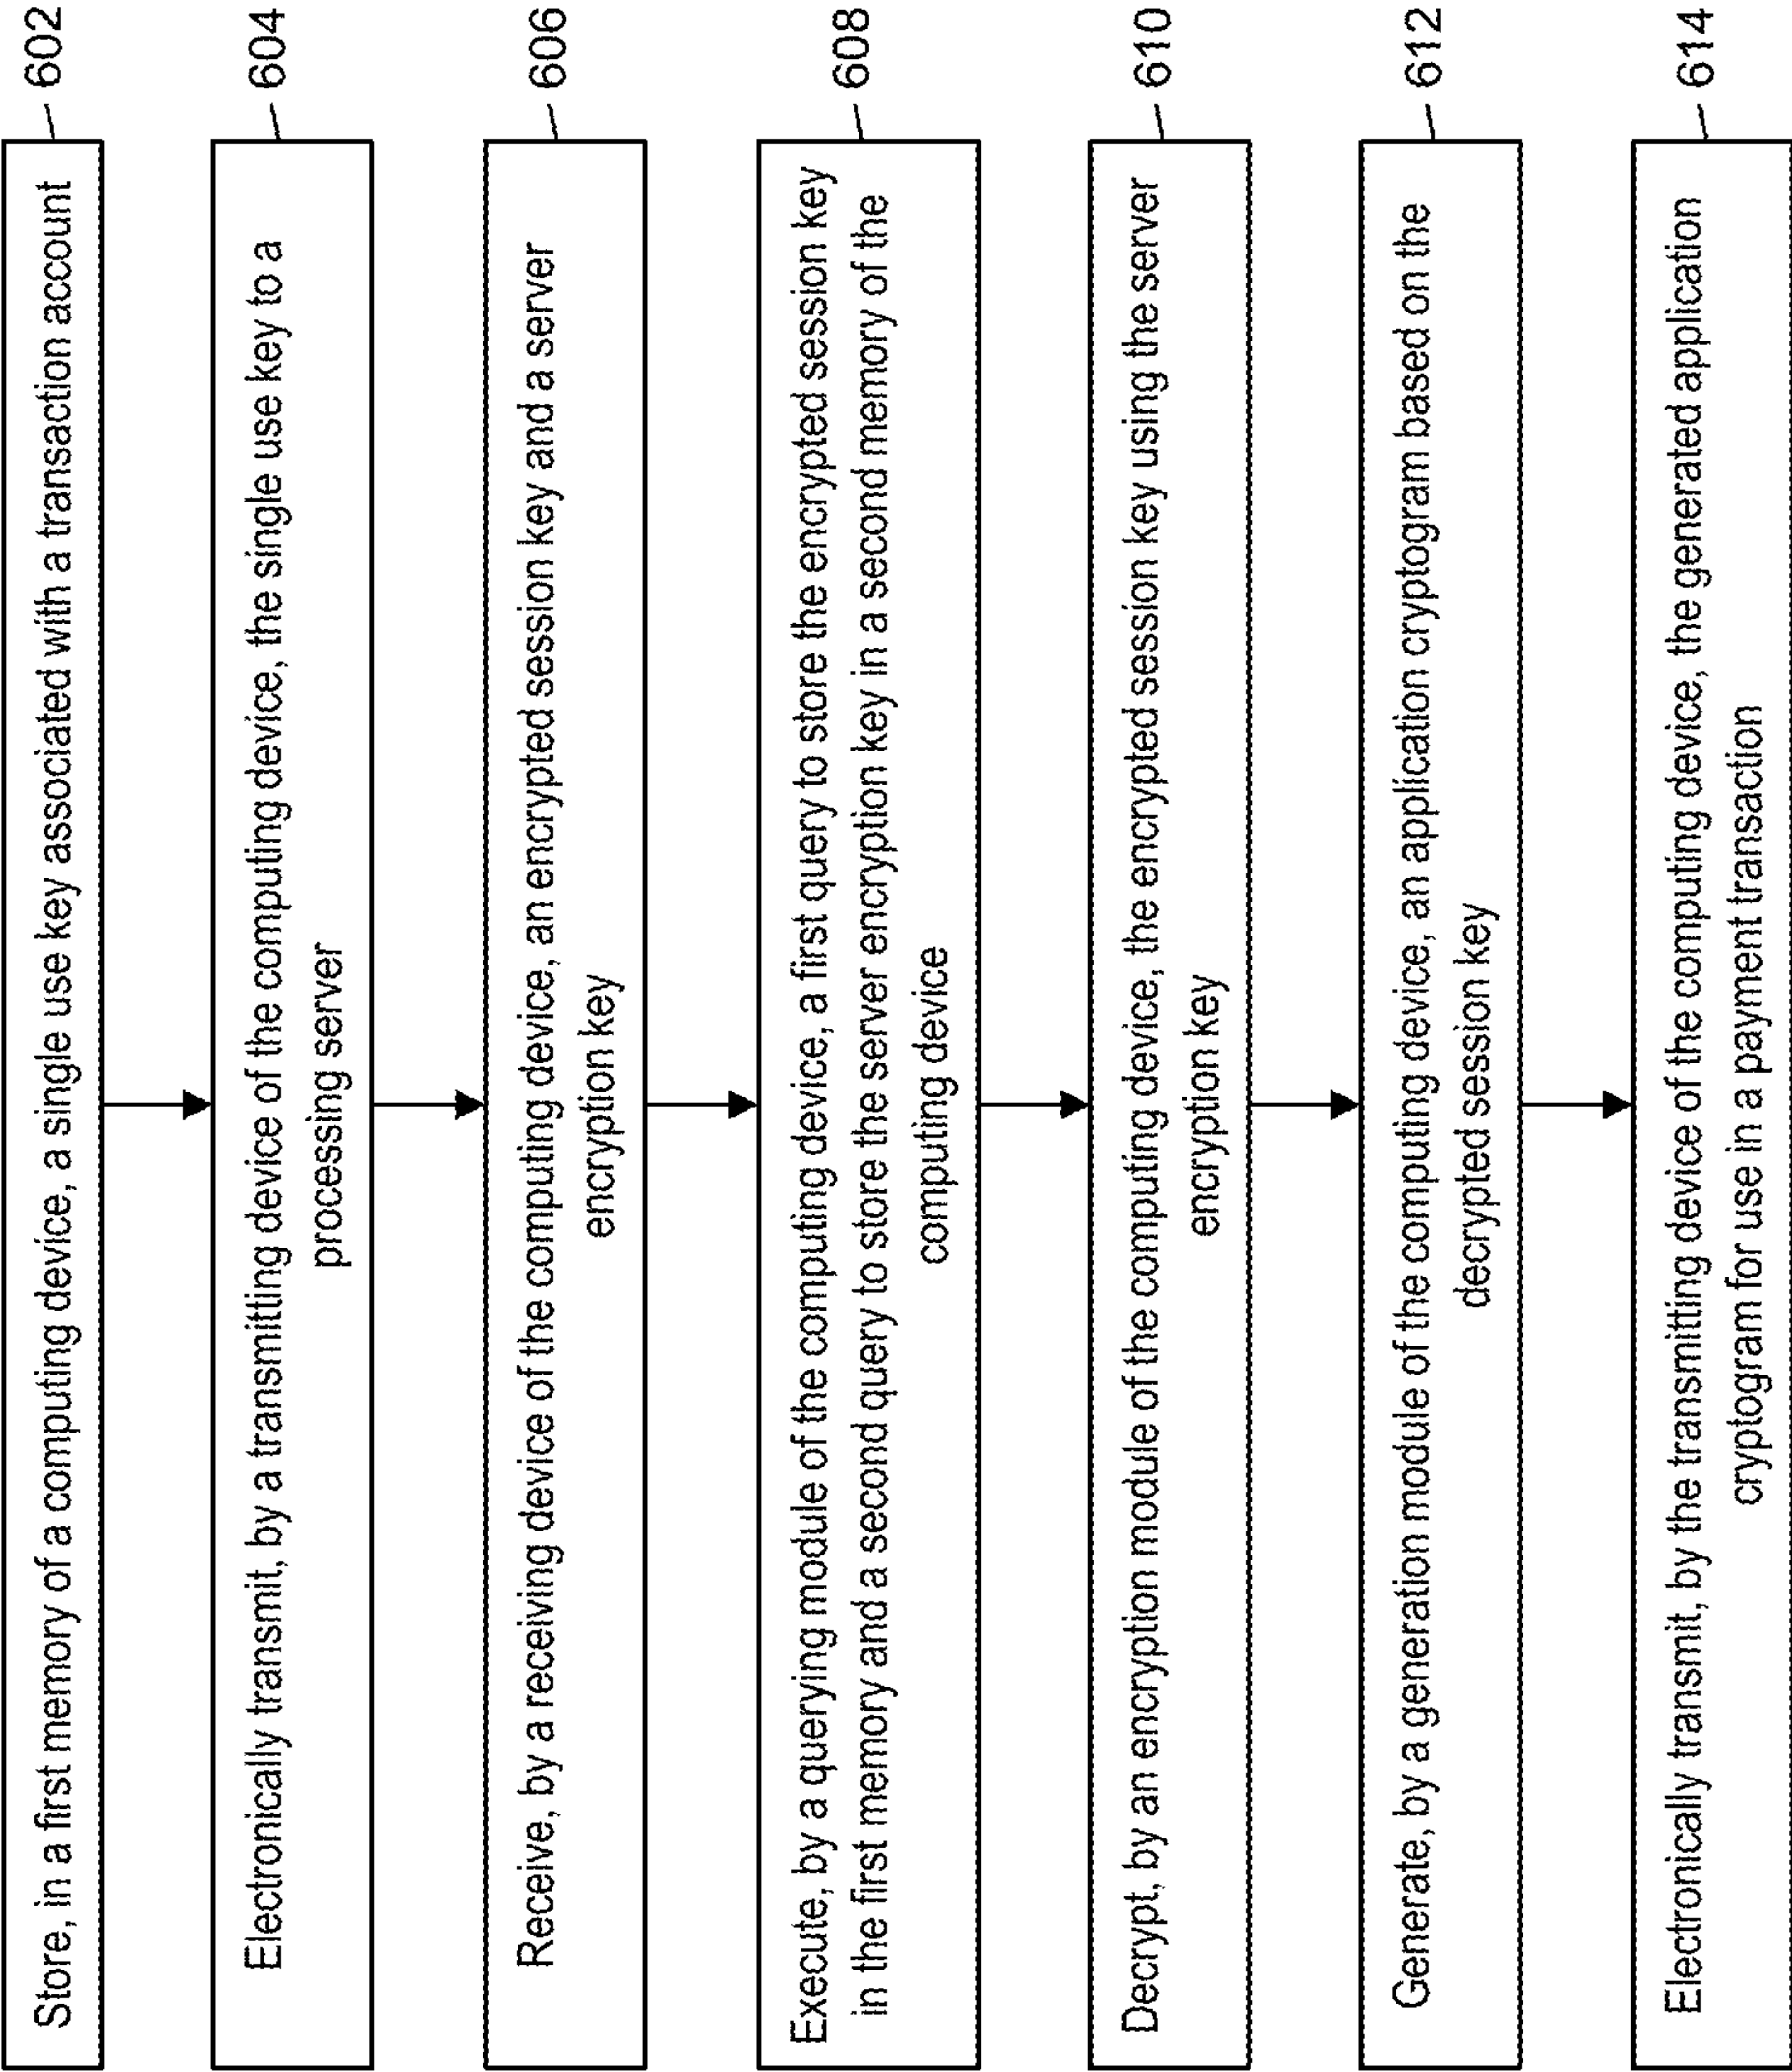 Store, in a first memory of a computing device, a single use key associated with a transaction account
602
Electronically transmit, by a transmitting device of the computing device, the single use key to a
processing server
604
Receive, by a receiving device of the computing device, an encrypted session key and a server
encryption key
606
Execute, by a querying module of the computing device, a first query to store the encrypted session key
in the first memory and a second query to store the server encryption key in a second memory of the
computing device
608
Decrypt, by an encryption module of the computing device, the encrypted session key using the server
encryption key
610
Generate, by a generation module of the computing device, an application cryptogram based on the
decrypted session key
612
Electronically transmit, by the transmitting device of the computing device, the generated application
cryptogram for use in a payment transaction
614